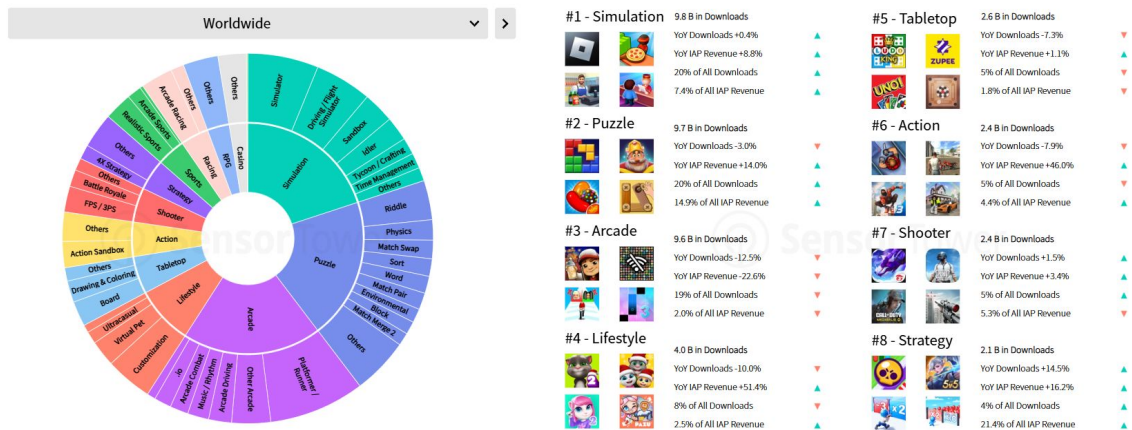 Worldwide
Simulator
Driving / Flight
Simulator
Sandbox
Idler
Tycoon / Crafting
Time Management
Others
Riddle
Physics
Match Swap
Sort
Word
Match Pair
Environmental
Block
Match Merge 2
Others
Platformer /
Runner
Other Arcade
Arcade Driving
Music / Rhythm
Arcade Combat
.io
Customization
Virtual Pet
Ultracasual
Board
Drawing & Coloring
Others
Action Sandbox
Others
FPS / 3PS
Battle Royale
Others
4X Strategy
Others
Realistic Sports
Arcade Sports
Arcade Racing
Others
Others
Others
Simulation
Puzzle
Arcade
Lifestyle
Tabletop
Action
Shooter
Strategy
Sports
Racing
RPG
Casino
SensorTower
#1 - Simulation
9.8 B in Downloads
YoY Downloads +0.4%
YoY IAP Revenue +8.8%
20% of All Downloads
7.4% of All IAP Revenue
#2 - Puzzle
9.7 B in Downloads
YoY Downloads -3.0%
YoY IAP Revenue +14.0%
20% of All Downloads
14.9% of All IAP Revenue
#3 - Arcade
9.6 B in Downloads
YoY Downloads -12.5%
YoY IAP Revenue -22.6%
19% of All Downloads
2.0% of All IAP Revenue
#4 - Lifestyle
4.0 B in Downloads
YoY Downloads -10.0%
YoY IAP Revenue +51.4%
8% of All Downloads
2.5% of All IAP Revenue
2
#5 - Tabletop
2.6 B in Downloads
YoY Downloads -7.3%
YoY IAP Revenue +1.1%
5% of All Downloads
1.8% of All IAP Revenue
LUDO
KING
ZUPEE
UNO!
#6 - Action
2.4 B in Downloads
YoY Downloads -7.9%
YoY IAP Revenue +46.0%
5% of All Downloads
4.4% of All IAP Revenue
#7 - Shooter
2.4 B in Downloads
YoY Downloads +1.5%
YoY IAP Revenue +3.4%
5% of All Downloads
5.3% of All IAP Revenue
CALL OF DUTY
#8 - Strategy
2.1 B in Downloads
YoY Downloads +14.5%
YoY IAP Revenue +16.2%
4% of All Downloads
21.4% of All IAP Revenue
5v5
x2